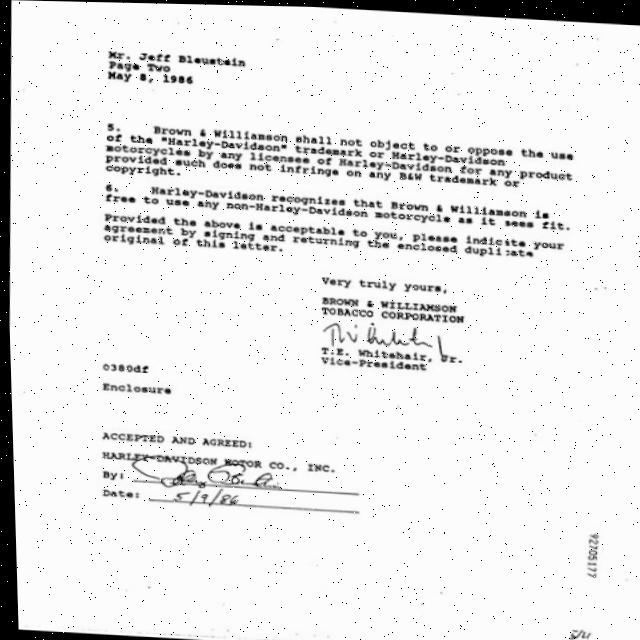 Mr. Jeff Bleustein
Page Two
May 8, 1986
5. Brown & Williamson shall not object to or oppose the use
of the "Harley-Davidson" trademark or Harley-Davidson
motorcycles by any licensee of Harley-Davidson for any product
provided such does not infringe on any B&W trademark or
copyright.
6. Harley-Davidson recognizes that Brown & Williamson is
free to use any non-Harley-Davidson motorcycle as it sees fit.
Provided the above is acceptable to you, please indicate your
agreement by signing and returning the enclosed duplicate
original of this letter.
Very truly yours,
BROWN & WILLIAMSON
TOBACCO CORPORATION
T.E. Whitehair, Jr.
Vice-President
0380df
Enclosure
ACCEPTED AND AGREED:
HARLEY-DAVIDSON MOTOR CO., INC.
By:
Date: 5/9/86
92705177